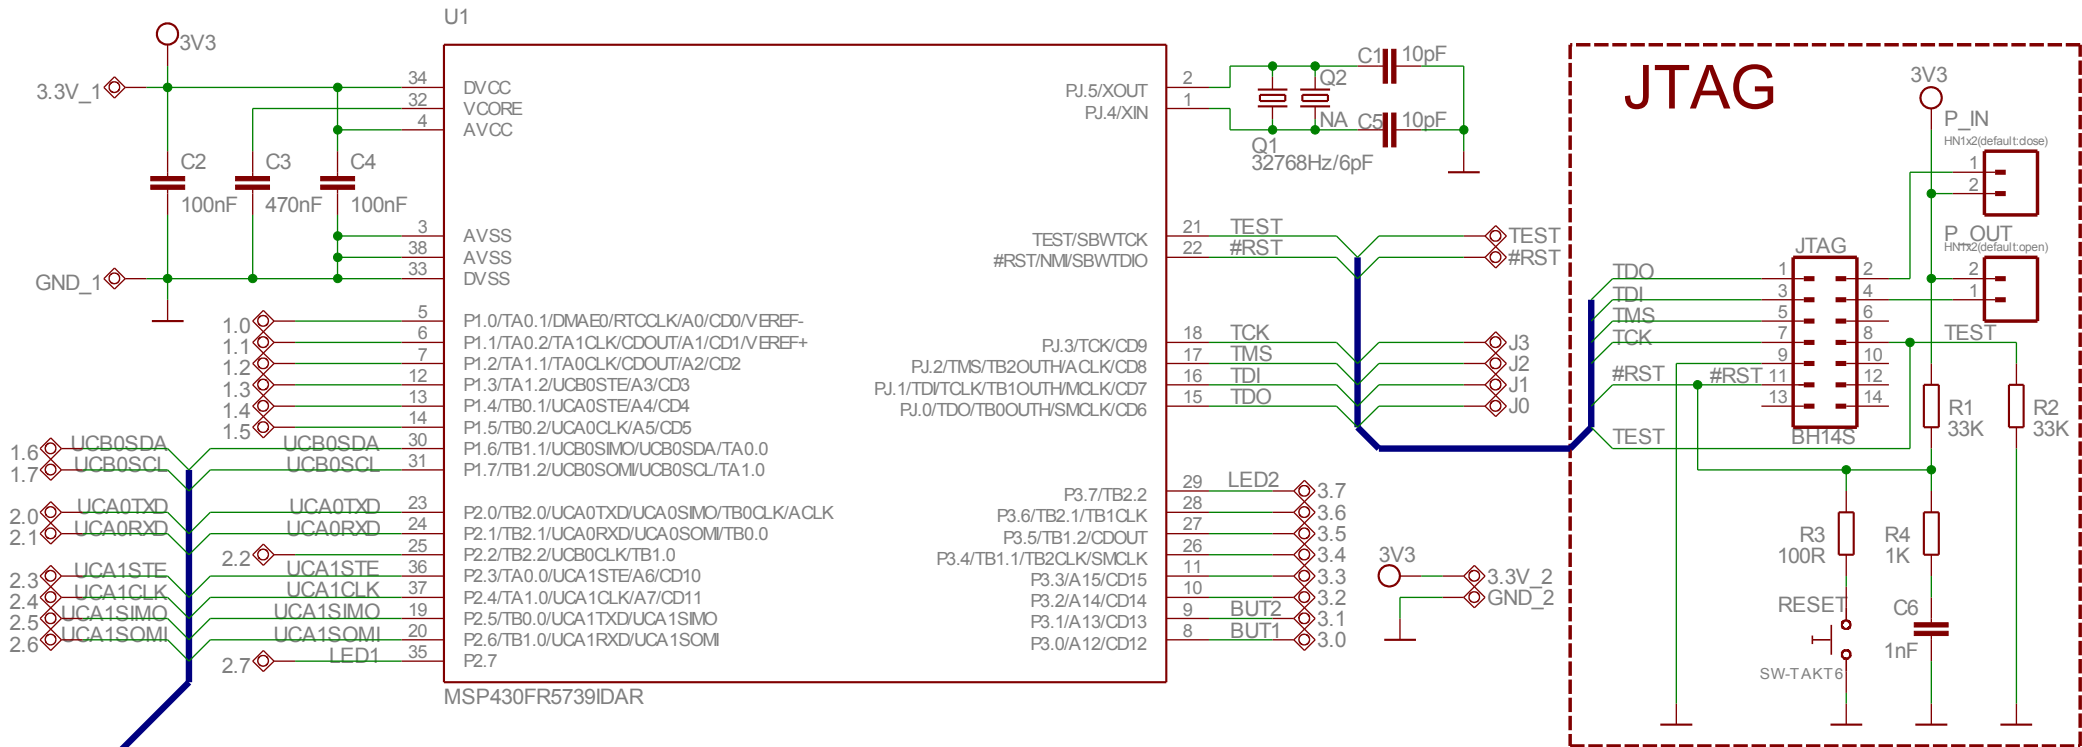 U1
3V3
3.3V_1
34 DVCC
32 VCORE
4 AVCC
C2
100nF
C3
470nF
C4
100nF
3 AVSS
38 AVSS
33 DVSS
GND_1
1.0 5 P1.0/TA0.1/DMAE0/RTCCLK/A0/CD0/VEREF-
1.1 6 P1.1/TA0.2/TA1CLK/CDOUT/A1/CD1/VEREF+
1.2 7 P1.2/TA1.1/TA0CLK/CDOUT/A2/CD2
1.3 12 P1.3/TA1.2/UCB0STE/A3/CD3
1.4 13 P1.4/TB0.1/UCA0STE/A4/CD4
1.5 14 P1.5/TB0.2/UCA0CLK/A5/CD5
1.6 UCB0SDA UCB0SDA 30 P1.6/TB1.1/UCB0SIMO/UCB0SDA/TA0.0
1.7 UCB0SCL UCB0SCL 31 P1.7/TB1.2/UCB0SOMI/UCB0SCL/TA1.0
2.0 UCA0TXD UCA0TXD 23 P2.0/TB2.0/UCA0TXD/UCA0SIMO/TB0CLK/ACLK
2.1 UCA0RXD UCA0RXD 24 P2.1/TB2.1/UCA0RXD/UCA0SOMI/TB0.0
2.2 25 P2.2/TB2.2/UCB0CLK/TB1.0
2.3 UCA1STE UCA1STE 36 P2.3/TA0.0/UCA1STE/A6/CD10
2.4 UCA1CLK UCA1CLK 37 P2.4/TA1.0/UCA1CLK/A7/CD11
2.5 UCA1SIMO UCA1SIMO 19 P2.5/TB0.0/UCA1TXD/UCA1SIMO
2.6 UCA1SOMI UCA1SOMI 20 P2.6/TB1.0/UCA1RXD/UCA1SOMI
2.7 LED1 35 P2.7
MSP430FR5739IDAR
PJ.5/XOUT 2
PJ.4/XIN 1
C1 10pF
Q2
NA
C5 10pF
Q1
32768Hz/6pF
TEST/SBWTCK 21 TEST TEST
#RST/NMI/SBWTDIO 22 #RST #RST
PJ.3/TCK/CD9 18 TCK J3
PJ.2/TMS/TB2OUTH/ACLK/CD8 17 TMS J2
PJ.1/TDI/TCLK/TB1OUTH/MCLK/CD7 16 TDI J1
PJ.0/TDO/TB0OUTH/SMCLK/CD6 15 TDO J0
P3.7/TB2.2 29 LED2 3.7
P3.6/TB2.1/TB1CLK 28 3.6
P3.5/TB1.2/CDOUT 27 3.5
P3.4/TB1.1/TB2CLK/SMCLK 26 3.4
P3.3/A15/CD15 11 3.3
P3.2/A14/CD14 10 3.2
P3.1/A13/CD13 9 BUT2 3.1
P3.0/A12/CD12 8 BUT1 3.0
3V3
3.3V_2
GND_2
JTAG
3V3
P_IN
HN1x2(default:close)
1
2
P_OUT
HN1x2(default:open)
2
1
JTAG
TDO 1 2
TDI 3 4
TMS 5 6
TCK 7 8 TEST
9 10
#RST #RST 11 12
13 14
BH14S
TEST
R1
33K
R2
33K
R3
100R
R4
1K
RESET
SW-TAKT6
C6
1nF